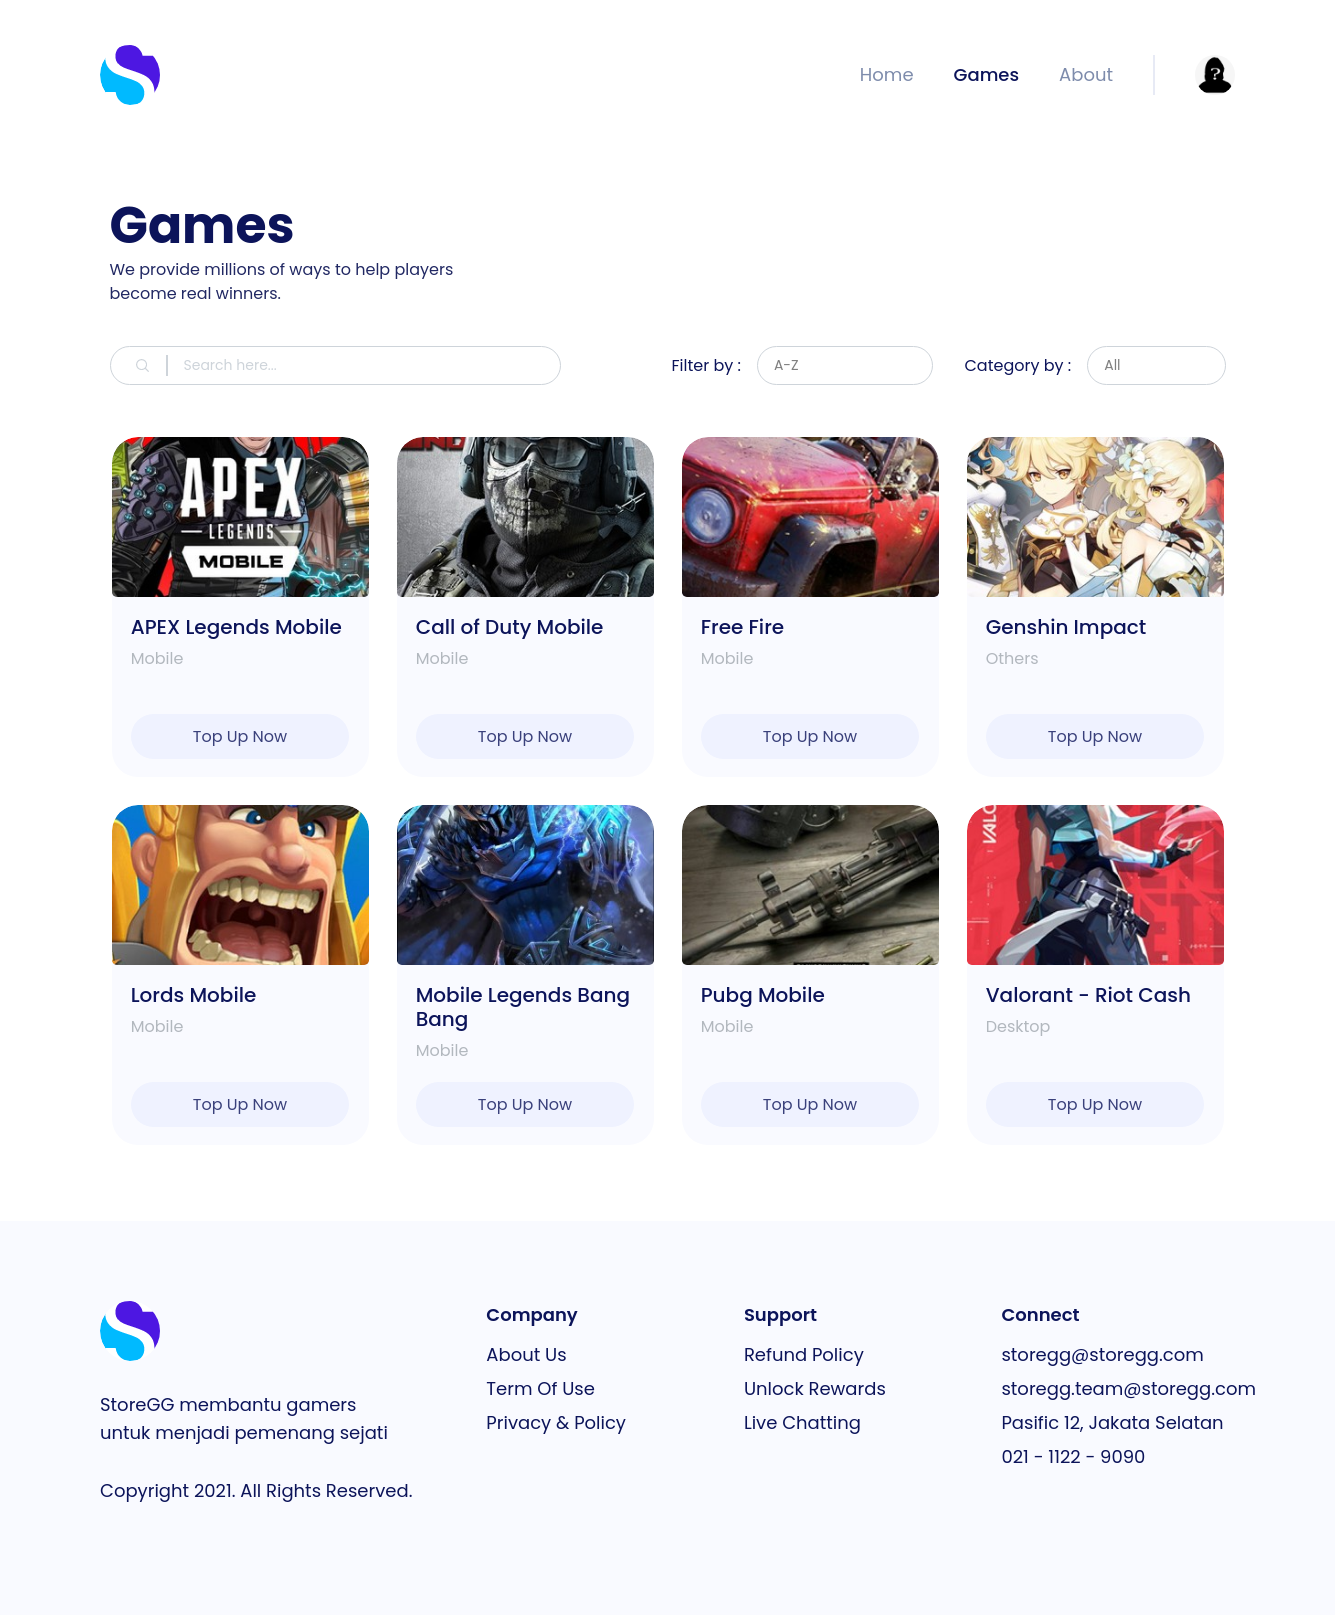 Home Games About
?
Games
We provide millions of ways to help players
become real winners.
Search here...
Filter by : A-Z Category by : All
APEX
LEGENDS
MOBILE
APEX Legends Mobile
Mobile
Top Up Now
Call of Duty Mobile
Mobile
Top Up Now
Free Fire
Mobile
Top Up Now
Genshin Impact
Others
Top Up Now
Lords Mobile
Mobile
Top Up Now
Mobile Legends Bang
Bang
Mobile
Top Up Now
Pubg Mobile
Mobile
Top Up Now
VALO
Valorant - Riot Cash
Desktop
Top Up Now
StoreGG membantu gamers
untuk menjadi pemenang sejati
Copyright 2021. All Rights Reserved.
Company
About Us
Term Of Use
Privacy & Policy
Support
Refund Policy
Unlock Rewards
Live Chatting
Connect
storegg@storegg.com
storegg.team@storegg.com
Pasific 12, Jakata Selatan
021 - 1122 - 9090